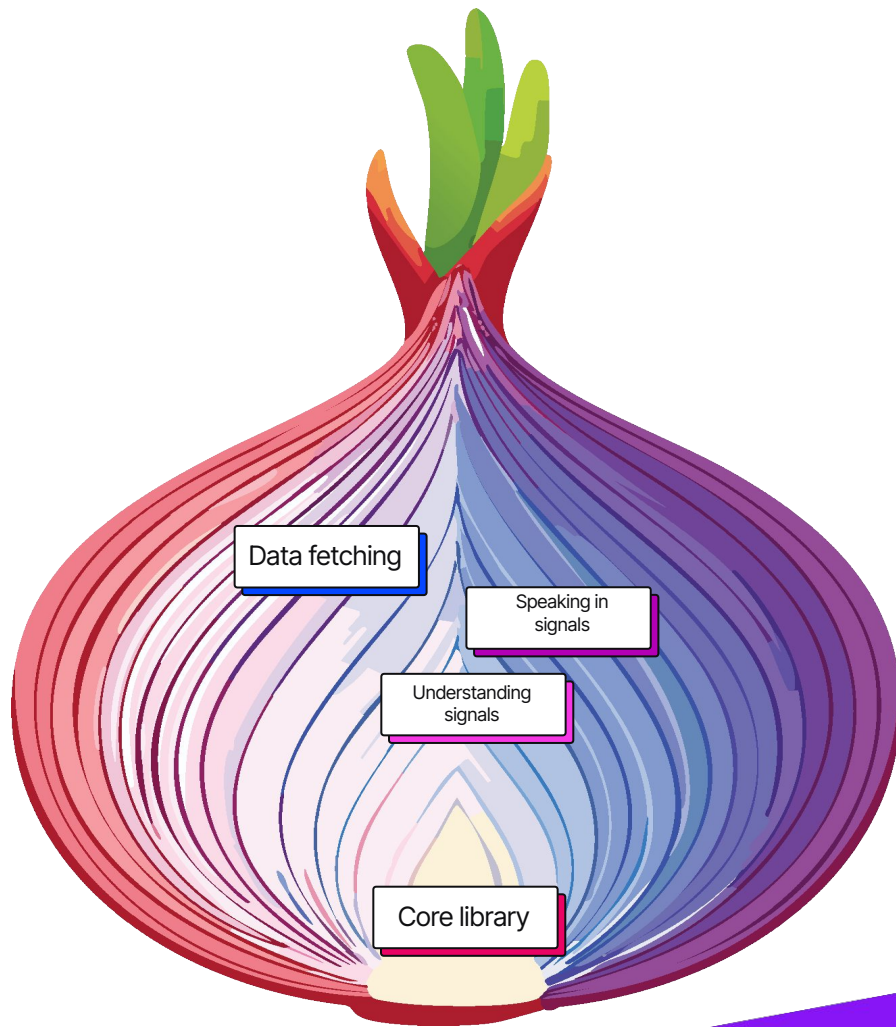 Data fetching
Speaking in
signals
Understanding
signals
Core library